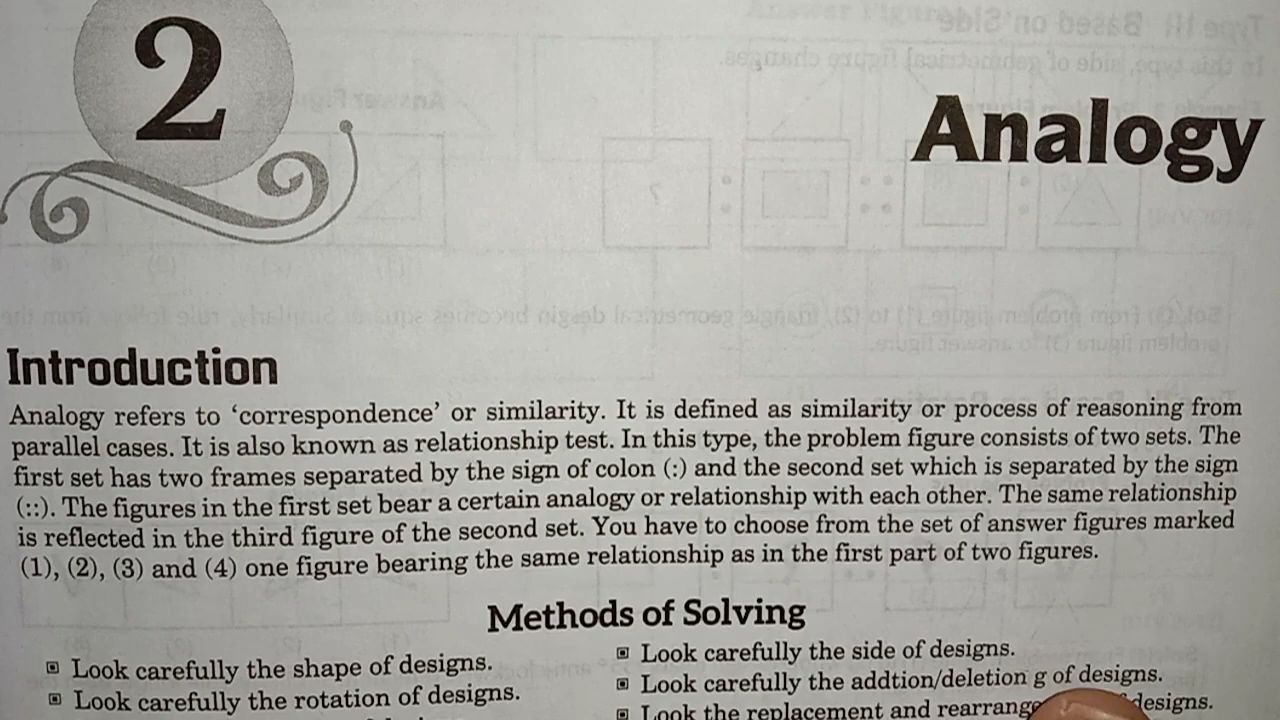 2
Analogy
Introduction
Analogy refers to ‘correspondence’ or similarity. It is defined as similarity or process of reasoning from
parallel cases. It is also known as relationship test. In this type, the problem figure consists of two sets. The
first set has two frames separated by the sign of colon (:) and the second set which is separated by the sign
(::). The figures in the first set bear a certain analogy or relationship with each other. The same relationship
is reflected in the third figure of the second set. You have to choose from the set of answer figures marked
(1), (2), (3) and (4) one figure bearing the same relationship as in the first part of two figures.
Methods of Solving
Look carefully the shape of designs.
Look carefully the rotation of designs.
Look carefully the side of designs.
Look carefully the addtion/deletion g of designs.
Look the replacement and rearrange designs.